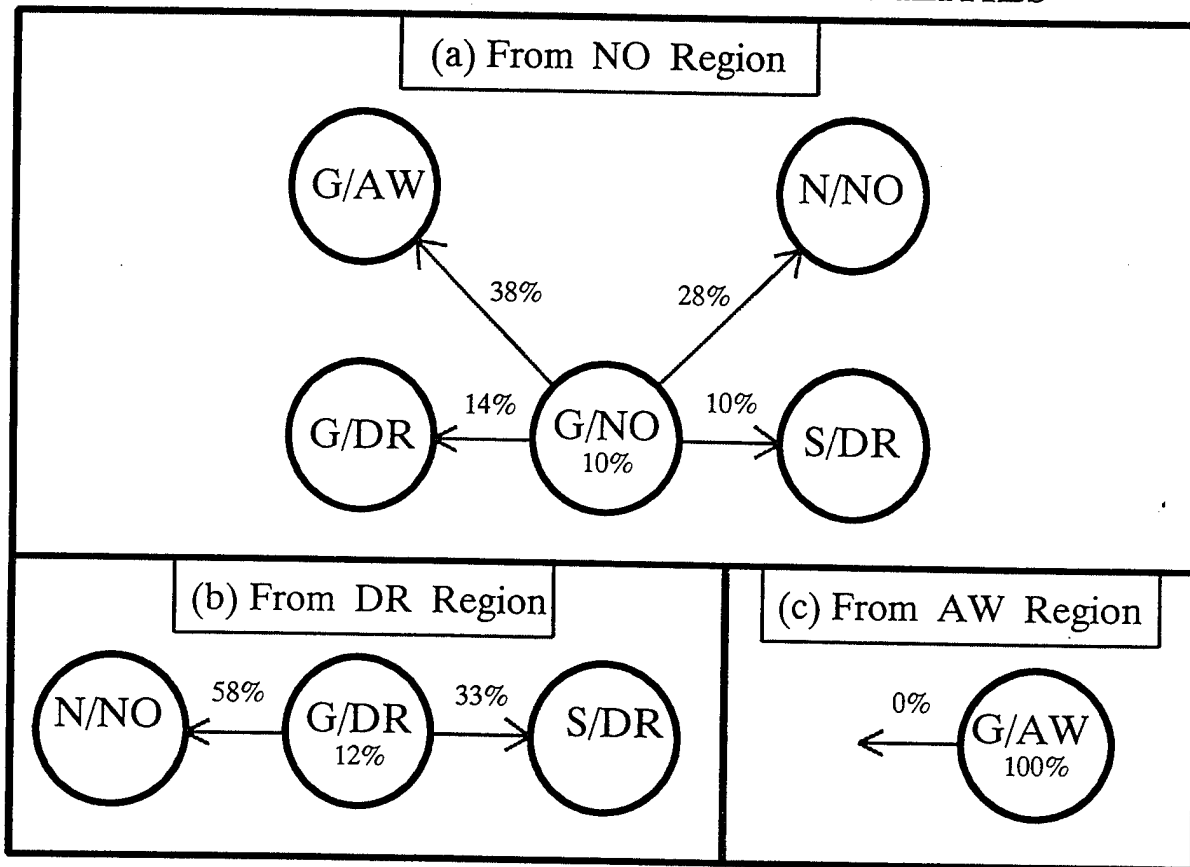 (a) From NO Region
G/AW
N/NO
38%
28%
14%
10%
G/DR
G/NO
S/DR
10%
(b) From DR Region
(c) From AW Region
N/NO
58%
G/DR
33%
S/DR
12%
0%
G/AW
100%